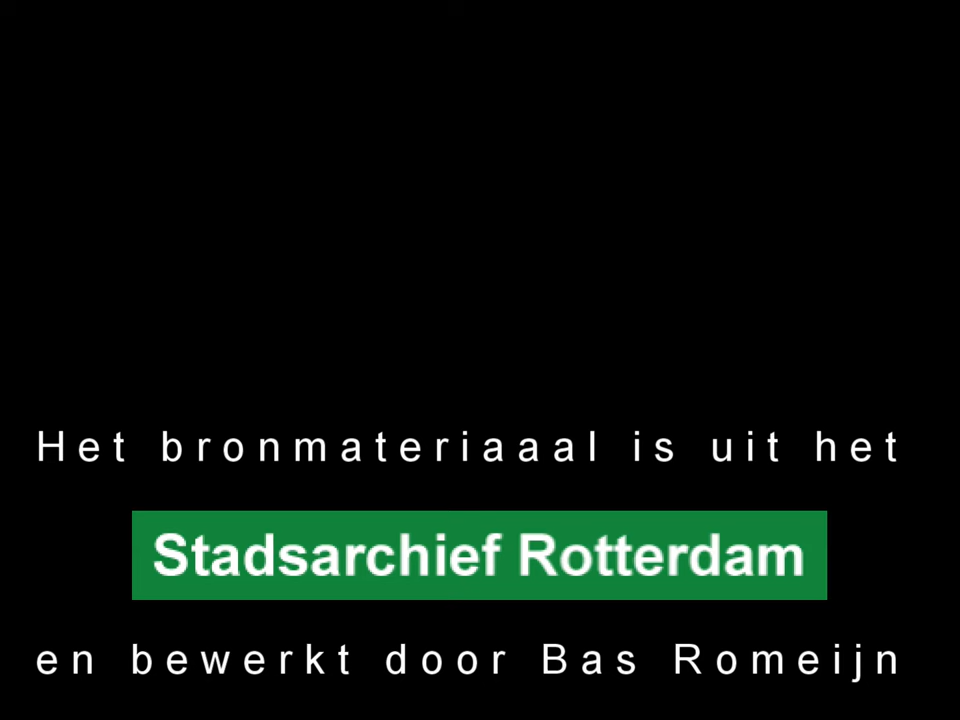 Het bronmateriaaal is uit het
Stadsarchief Rotterdam
en bewerkt door Bas Romeijn